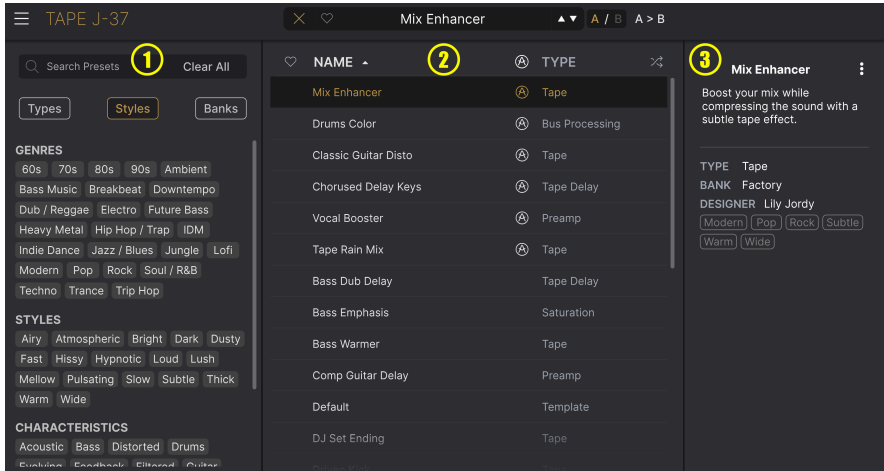 TAPE J-37
Mix Enhancer
A / B A > B
Search Presets 1 Clear All
Types Styles Banks
GENRES
60s 70s 80s 90s Ambient
Bass Music Breakbeat Downtempo
Dub / Reggae Electro Future Bass
Heavy Metal Hip Hop / Trap IDM
Indie Dance Jazz / Blues Jungle Lofi
Modern Pop Rock Soul / R&B
Techno Trance Trip Hop
STYLES
Airy Atmospheric Bright Dark Dusty
Fast Hissy Hypnotic Loud Lush
Mellow Pulsating Slow Subtle Thick
Warm Wide
CHARACTERISTICS
Acoustic Bass Distorted Drums
Evolving Feedback Filtered Guitar
NAME 2 TYPE
Mix Enhancer Tape
Drums Color Bus Processing
Classic Guitar Disto Tape
Chorused Delay Keys Tape Delay
Vocal Booster Preamp
Tape Rain Mix Tape
Bass Dub Delay Tape Delay
Bass Emphasis Saturation
Bass Warmer Tape
Comp Guitar Delay Preamp
Default Template
DJ Set Ending Tape
3
Mix Enhancer
Boost your mix while
compressing the sound with a
subtle tape effect.
TYPE Tape
BANK Factory
DESIGNER Lily Jordy
Modern Pop Rock Subtle
Warm Wide